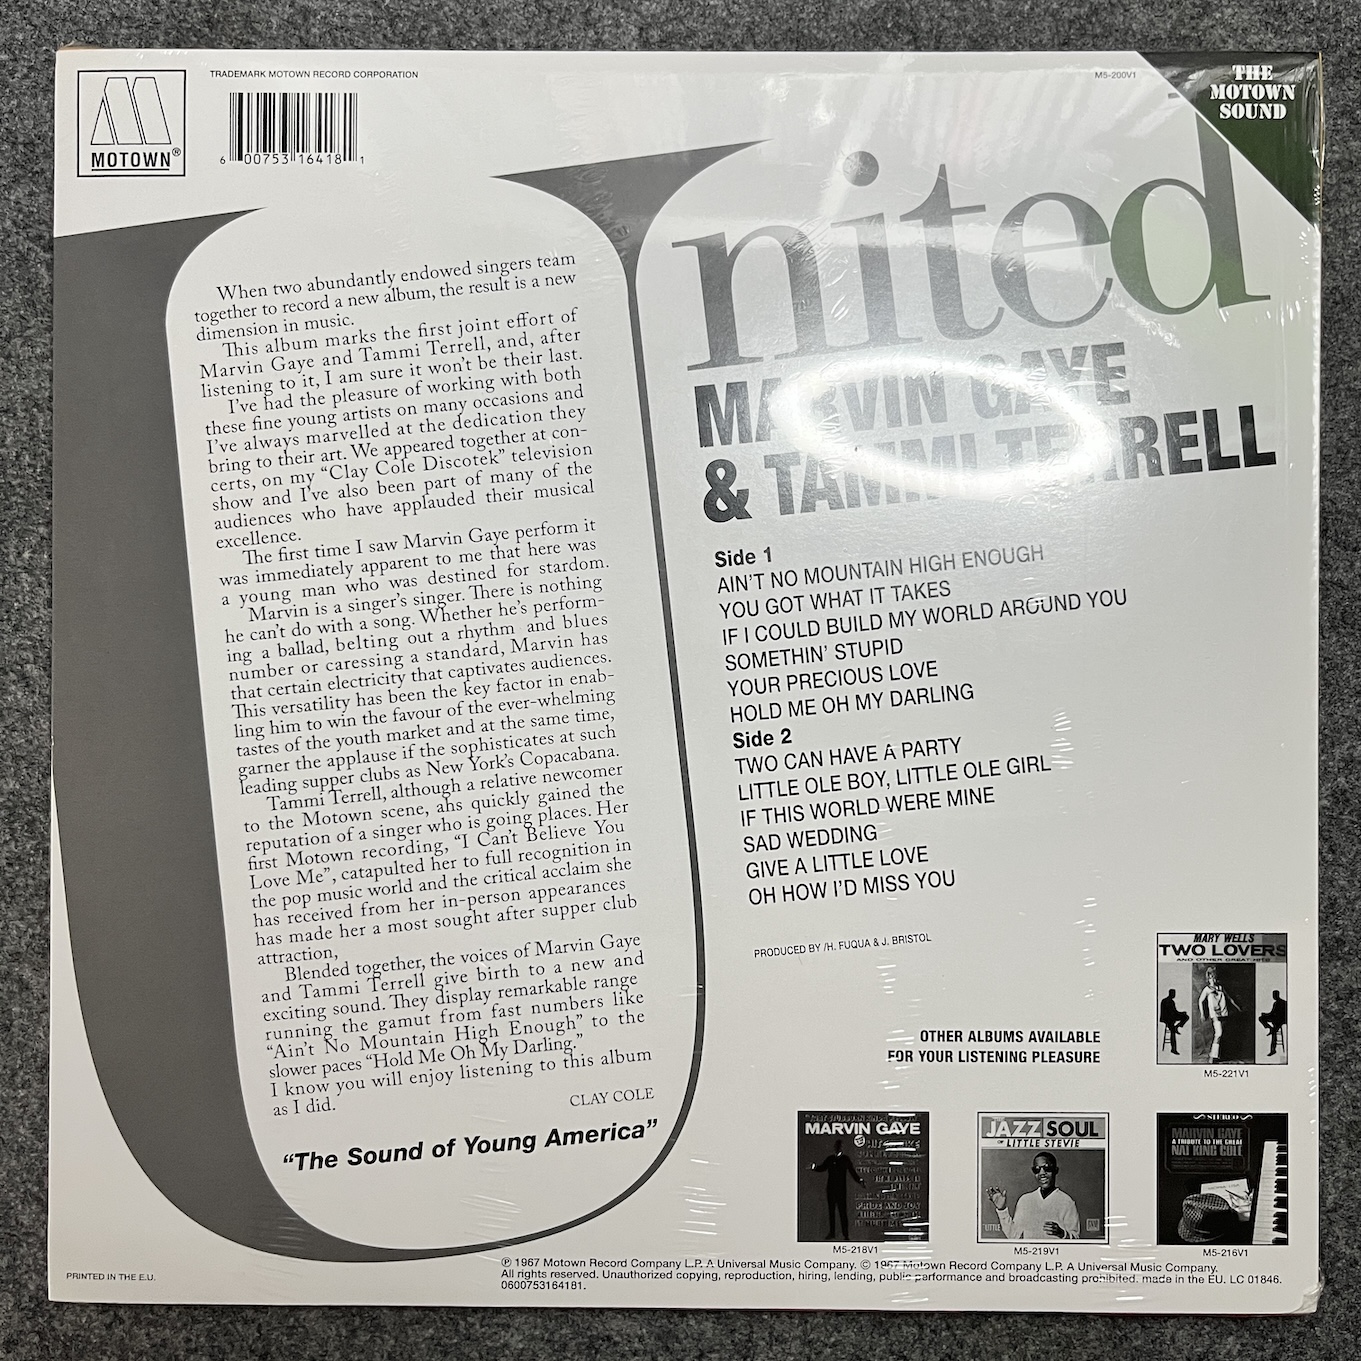 MOTOWN®
TRADEMARK MOTOWN RECORD CORPORATION
6 00753 16418 1
M5-200V1
THE
MOTOWN
SOUND
United
MARVIN GAYE
& TAMMI TERRELL
When two abundantly endowed singers team
together to record a new album, the result is a new
dimension in music.
This album marks the first joint effort of
Marvin Gaye and Tammi Terrell, and, after
listening to it, I am sure it won't be their last.
I've had the pleasure of working with both
these fine young artists on many occasions and
I've always marvelled at the dedication they
bring to their art. We appeared together at con-
certs, on my "Clay Cole Discotek" television
show and I've also been part of many of the
audiences who have applauded their musical
excellence.
The first time I saw Marvin Gaye perform it
was immediately apparent to me that here was
a young man who was destined for stardom.
Marvin is a singer's singer. There is nothing
he can't do with a song. Whether he's perform-
ing a ballad, belting out a rhythm and blues
number or caressing a standard, Marvin has
that certain electricity that captivates audiences.
This versatility has been the key factor in enab-
ling him to win the favour of the ever-whelming
tastes of the youth market and at the same time,
garner the applause if the sophisticates at such
leading supper clubs as New York's Copacabana.
Tammi Terrell, although a relative newcomer
to the Motown scene, ahs quickly gained the
reputation of a singer who is going places. Her
first Motown recording, "I Can't Believe You
Love Me", catapulted her to full recognition in
the pop music world and the critical acclaim she
has received from her in-person appearances
has made her a most sought after supper club
attraction,
Blended together, the voices of Marvin Gaye
and Tammi Terrell give birth to a new and
exciting sound. They display remarkable range
running the gamut from fast numbers like
"Ain't No Mountain High Enough" to the
slower paces "Hold Me Oh My Darling."
I know you will enjoy listening to this album
as I did.
CLAY COLE
"The Sound of Young America"
Side 1
AIN'T NO MOUNTAIN HIGH ENOUGH
YOU GOT WHAT IT TAKES
IF I COULD BUILD MY WORLD AROUND YOU
SOMETHIN' STUPID
YOUR PRECIOUS LOVE
HOLD ME OH MY DARLING
Side 2
TWO CAN HAVE A PARTY
LITTLE OLE BOY, LITTLE OLE GIRL
IF THIS WORLD WERE MINE
SAD WEDDING
GIVE A LITTLE LOVE
OH HOW I'D MISS YOU
PRODUCED BY /H. FUQUA & J. BRISTOL
OTHER ALBUMS AVAILABLE
FOR YOUR LISTENING PLEASURE
MARY WELLS
TWO LOVERS
AND OTHER GREAT HITS
M5-221V1
MARVIN GAYE
PRIDE AND JOY
M5-218V1
JAZZ SOUL
OF LITTLE STEVIE
M5-219V1
STEREO
MARVIN GAYE
A TRIBUTE TO THE GREAT
NAT KING COLE
M5-216V1
PRINTED IN THE E.U.
℗ 1967 Motown Record Company L.P. A Universal Music Company. © 1967 Motown Record Company L.P. A Universal Music Company.
All rights reserved. Unauthorized copying, reproduction, hiring, lending, public performance and broadcasting prohibited. made in the EU. LC 01846.
0600753164181.